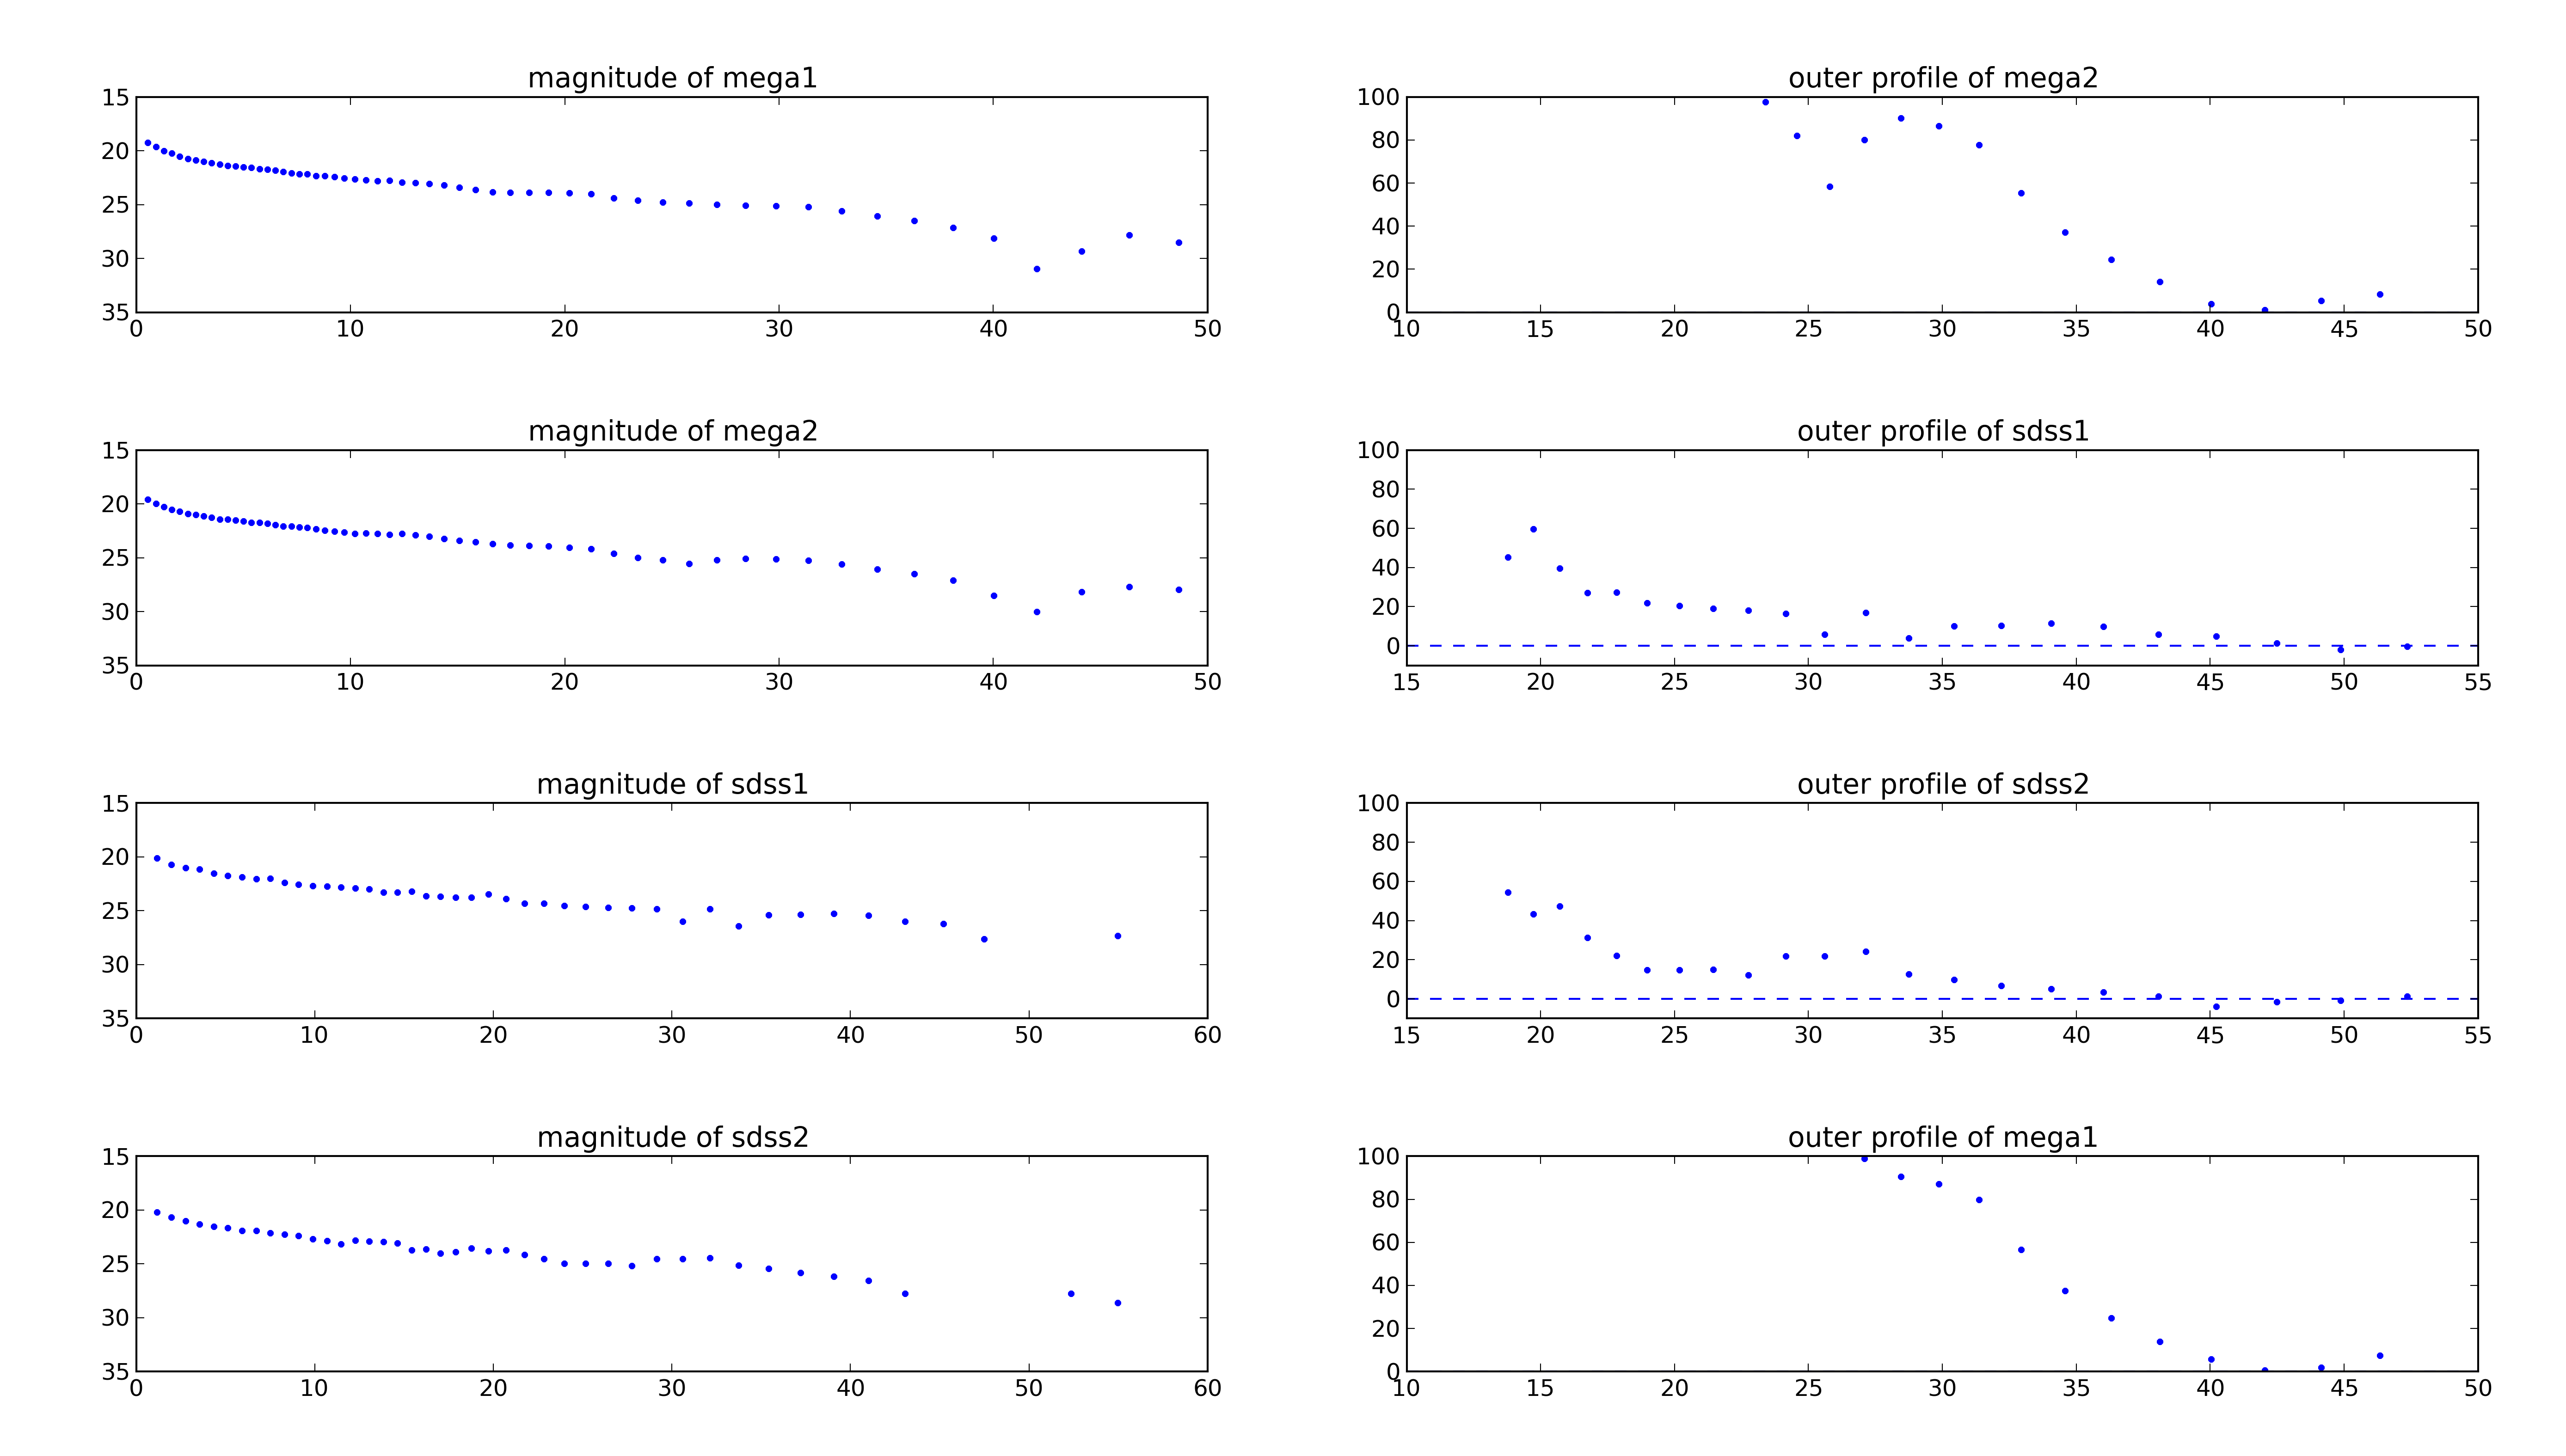 magnitude of mega1
15
20
25
30
35
0 10 20 30 40 50
outer profile of mega2
100
80
60
40
20
0
10 15 20 25 30 35 40 45 50
magnitude of mega2
15
20
25
30
35
0 10 20 30 40 50
outer profile of sdss1
100
80
60
40
20
0
15 20 25 30 35 40 45 50 55
magnitude of sdss1
15
20
25
30
35
0 10 20 30 40 50 60
outer profile of sdss2
100
80
60
40
20
0
15 20 25 30 35 40 45 50 55
magnitude of sdss2
15
20
25
30
35
0 10 20 30 40 50 60
outer profile of mega1
100
80
60
40
20
0
10 15 20 25 30 35 40 45 50